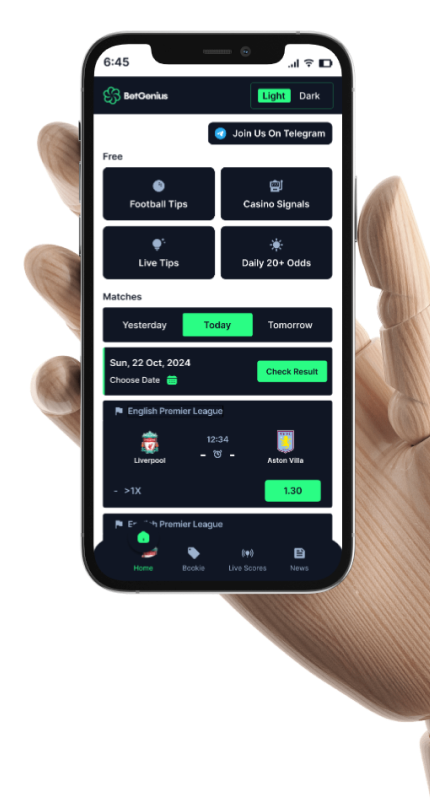 6:45
BetGenius
Light Dark
Join Us On Telegram
Free
Football Tips
Casino Signals
Live Tips
Daily 20+ Odds
Matches
Yesterday Today Tomorrow
Sun, 22 Oct, 2024
Choose Date
Check Result
English Premier League
12:34
Liverpool
- -
Aston Villa
- >1X
1.30
Premier League
Home Bookie Live Scores News